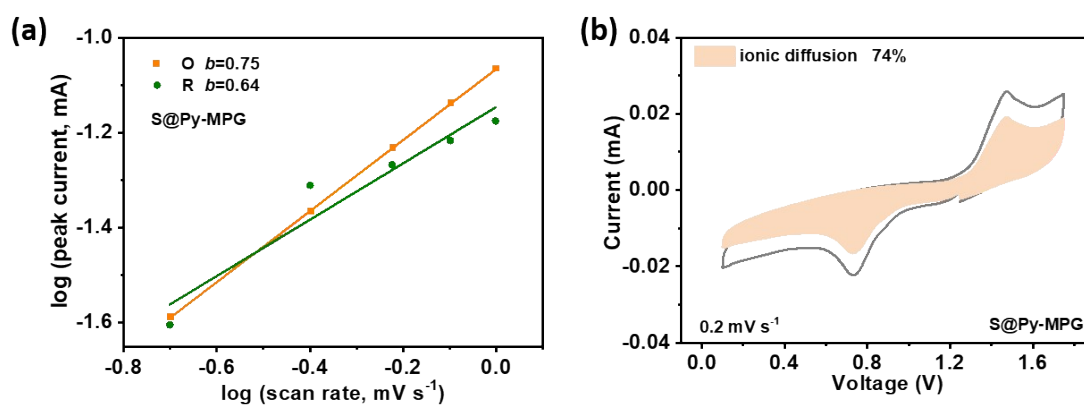 (a)
-1.0
-1.2
-1.4
-1.6
-0.8
-0.6
-0.4
-0.2
0.0
log (peak current, mA)
log (scan rate, mV s-1)
O b=0.75
R b=0.64
S@Py-MPG
(b)
0.04
0.02
0.00
-0.02
-0.04
0.0
0.4
0.8
1.2
1.6
Current (mA)
Voltage (V)
ionic diffusion 74%
0.2 mV s-1
S@Py-MPG